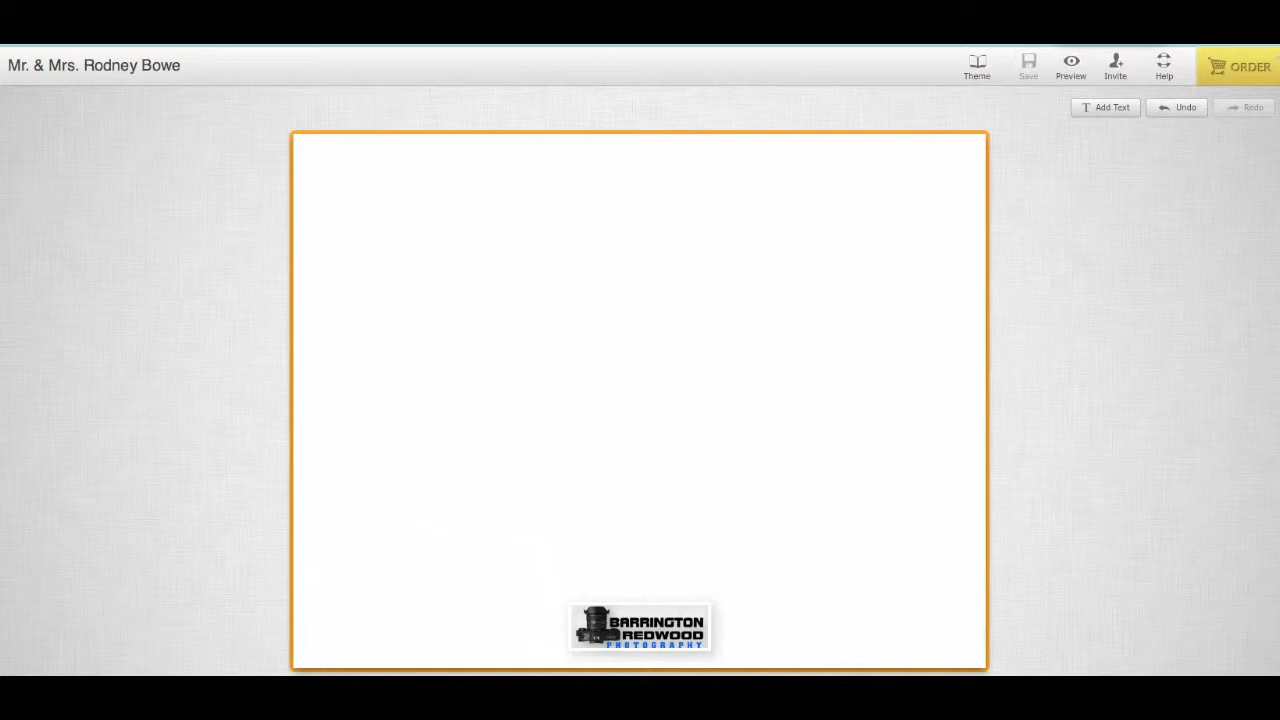 Mr. & Mrs. Rodney Bowe
Theme
Save
Preview
Invite
Help
ORDER
T Add Text
Undo
Redo
BARRINGTON
REDWOOD
PHOTOGRAPHY